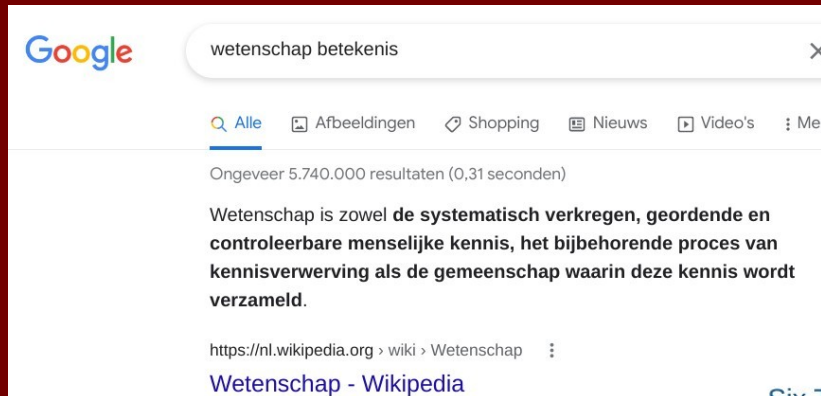 Google
wetenschap betekenis
Alle Afbeeldingen Shopping Nieuws Video's Me
Ongeveer 5.740.000 resultaten (0,31 seconden)
Wetenschap is zowel de systematisch verkregen, geordende en
controleerbare menselijke kennis, het bijbehorende proces van
kennisverwerving als de gemeenschap waarin deze kennis wordt
verzameld.
https://nl.wikipedia.org › wiki › Wetenschap
Wetenschap - Wikipedia